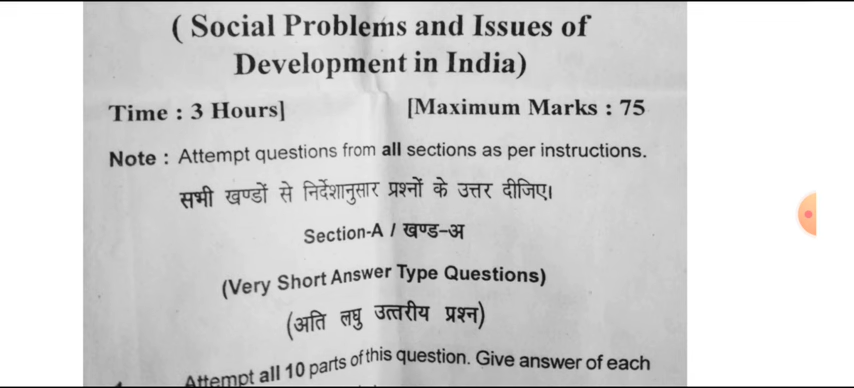 ( Social Problems and Issues of
Development in India)
Time : 3 Hours] [Maximum Marks : 75
Note : Attempt questions from all sections as per instructions.
सभी खण्डों से निर्देशानुसार प्रश्नों के उत्तर दीजिए।
Section-A / खण्ड-अ
(Very Short Answer Type Questions)
(अति लघु उत्तरीय प्रश्न)
Attempt all 10 parts of this question. Give answer of each